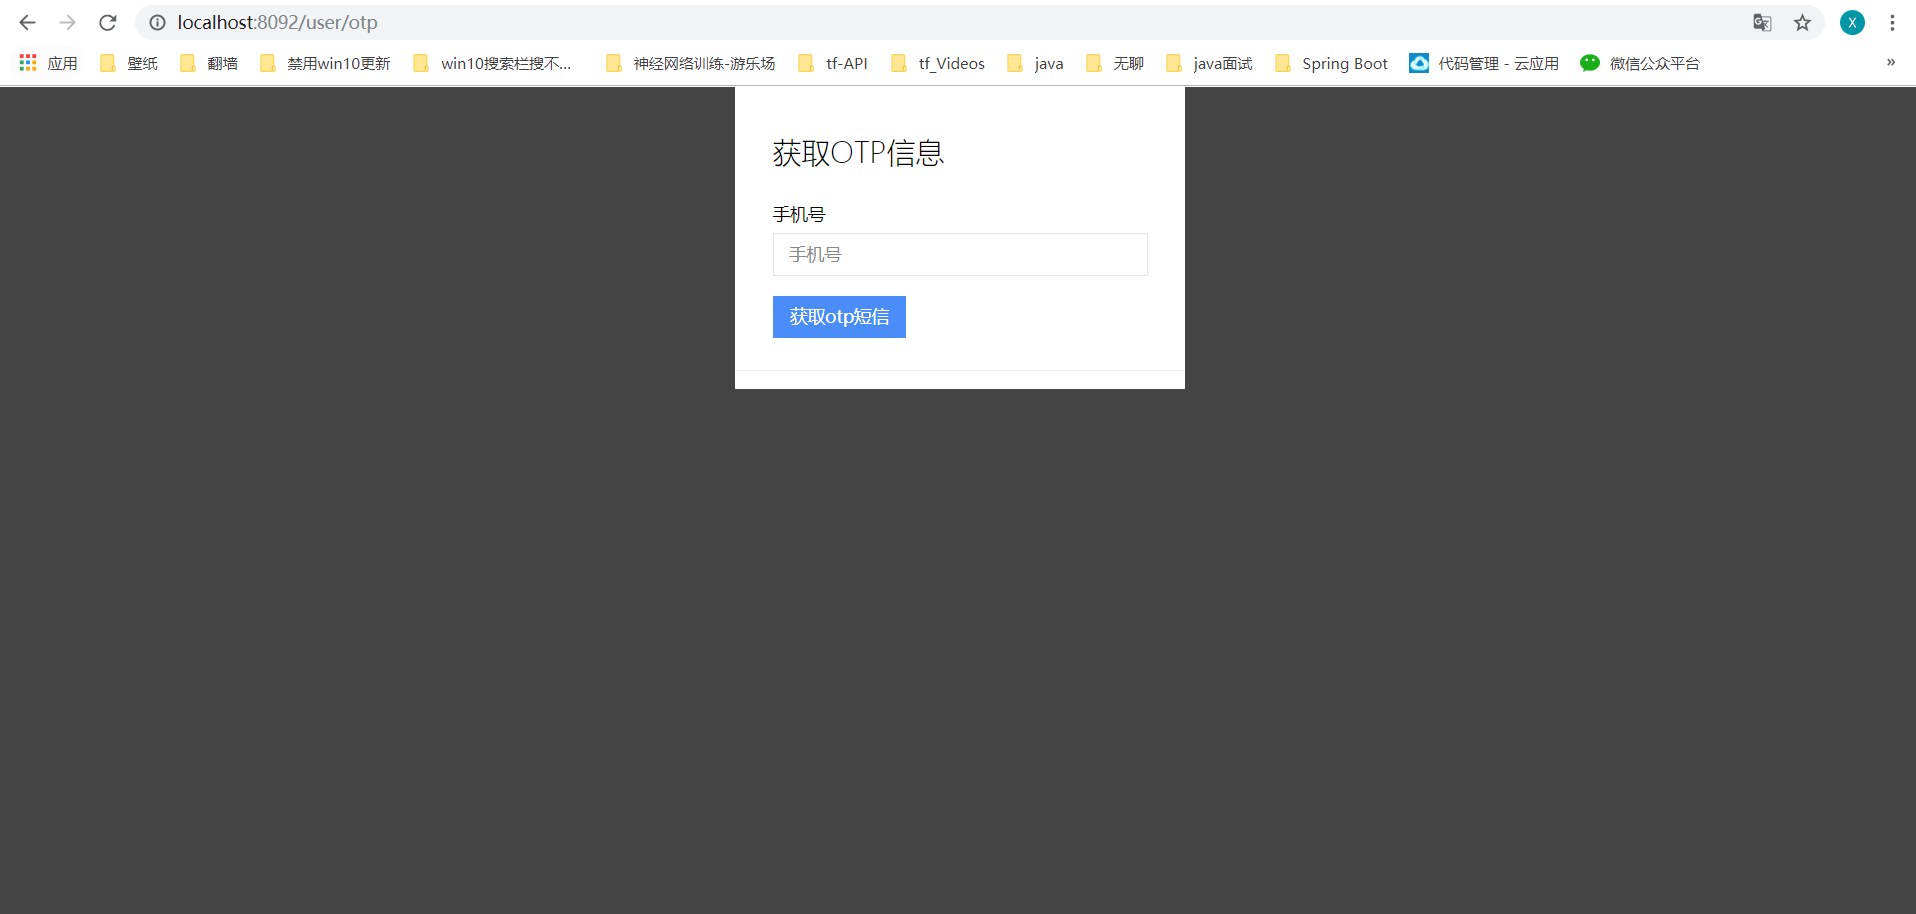 localhost:8092/user/otp
X
应用 壁纸 翻墙 禁用win10更新 win10搜索栏搜不... 神经网络训练-游乐场 tf-API tf_Videos java 无聊 java面试 Spring Boot 代码管理 - 云应用 微信公众平台 »
获取OTP信息
手机号
手机号
获取otp短信